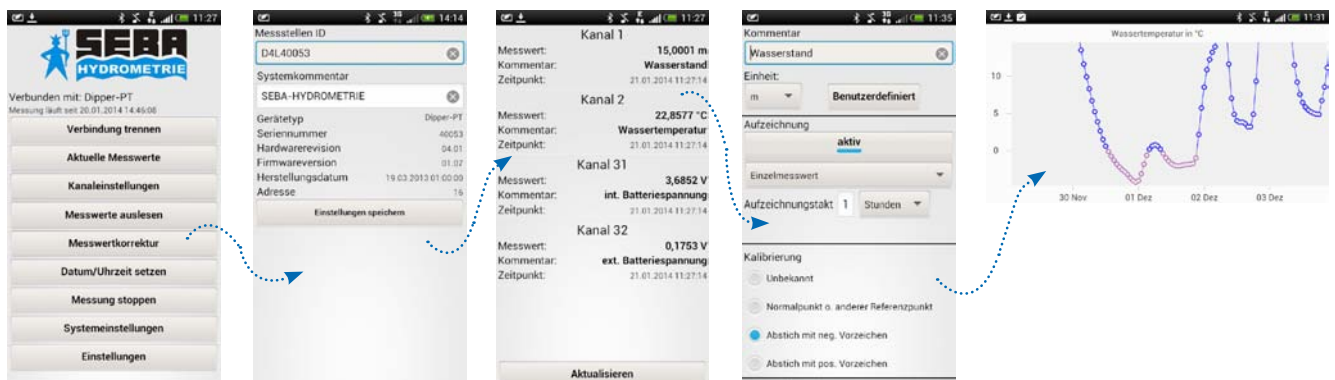 11:27
SEBA
HYDROMETRIE
Verbunden mit: Dipper-PT
Messung läuft seit 20.01.2014 14:45:08
Verbindung trennen
Aktuelle Messwerte
Kanaleinstellungen
Messwerte auslesen
Messwertkorrektur
Datum/Uhrzeit setzen
Messung stoppen
Systemeinstellungen
Einstellungen
14:14
Messstellen ID
D4L40053
Systemkommentar
SEBA-HYDROMETRIE
Gerätetyp Dipper-PT
Seriennummer 40053
Hardwarerevision 04.01
Firmwareversion 01.02
Herstellungsdatum 19.03.2013 01:00:00
Adresse 16
Einstellungen speichern
11:27
Kanal 1
Messwert: 15,0001 m
Kommentar: Wasserstand
Zeitpunkt: 21.01.2014 11:27:14
Kanal 2
Messwert: 22,8577 °C
Kommentar: Wassertemperatur
Zeitpunkt: 21.01.2014 11:27:14
Kanal 31
Messwert: 3,6852 V
Kommentar: int. Batteriespannung
Zeitpunkt: 21.01.2014 11:27:14
Kanal 32
Messwert: 0,1753 V
Kommentar: ext. Batteriespannung
Zeitpunkt: 21.01.2014 11:27:14
Aktualisieren
11:35
Kommentar
Wasserstand
Einheit:
m Benutzerdefiniert
Aufzeichnung
aktiv
Einzelmesswert
Aufzeichnungstakt 1 Stunden
Kalibrierung
Unbekannt
Normalpunkt o. anderer Referenzpunkt
Abstich mit neg. Vorzeichen
Abstich mit pos. Vorzeichen
11:31
Wassertemperatur in °C
10
5
0
30 Nov 01 Dez 02 Dez 03 Dez